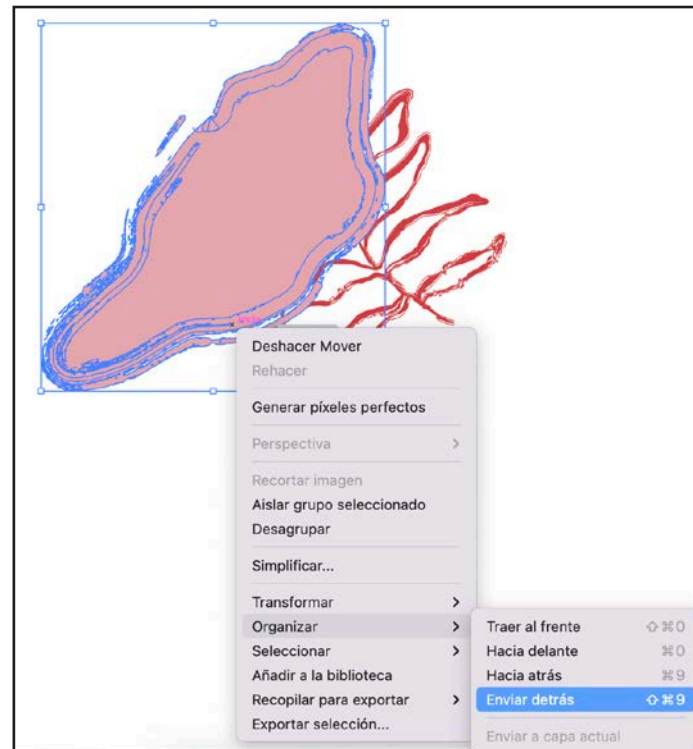 Deshacer Mover
Rehacer
Generar píxeles perfectos
Perspectiva >
Recortar imagen
Aislar grupo seleccionado
Desagrupar
Simplificar...
Transformar >
Organizar >
Seleccionar >
Añadir a la biblioteca
Recopilar para exportar >
Exportar selección...
Traer al frente ⇧⌘0
Hacia delante ⌘0
Hacia atrás ⌘9
Enviar detrás ⇧⌘9
Enviar a capa actual